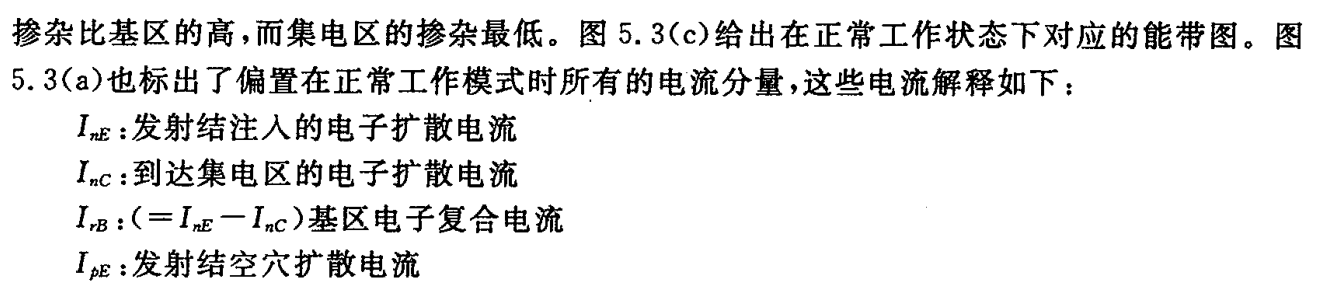 掺杂比基区的高,而集电区的掺杂最低。图 5.3(c)给出在正常工作状态下对应的能带图。图
5.3(a)也标出了偏置在正常工作模式时所有的电流分量,这些电流解释如下:
I_{nE}:发射结注入的电子扩散电流
I_{nC}:到达集电区的电子扩散电流
I_{rB}:(=I_{nE}-I_{nC})基区电子复合电流
I_{pE}:发射结空穴扩散电流